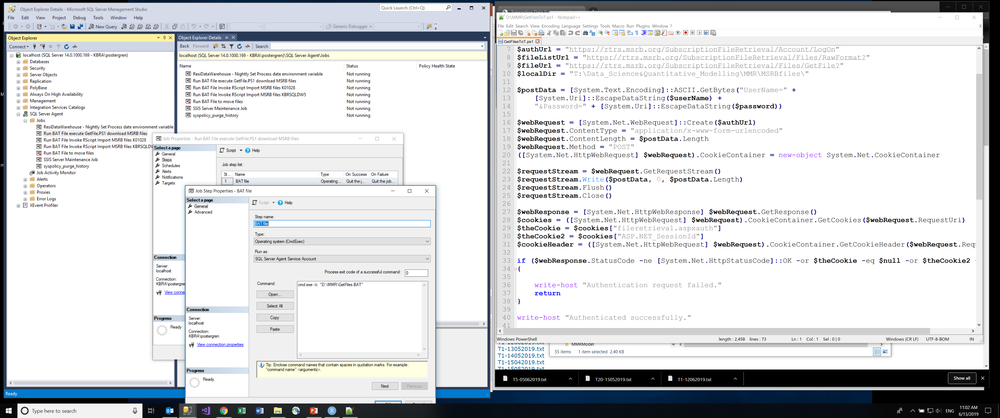 Object Explorer Details - Microsoft SQL Server Management Studio
Quick Launch (Ctrl+Q)
File Edit View Project Debug Tools Window Help
New Query
Generic Debugger
Object Explorer
Connect
localhost (SQL Server 14.0.1000.169 - KBRA\postergren)
Databases
Security
Server Objects
Replication
PolyBase
Always On High Availability
Management
Integration Services Catalogs
SQL Server Agent
Jobs
ResiDataWarehouse - Nightly Set Process date environment variable
Run BAT File execute GetFile.PS1 download MSRB files
Run BAT File Invoke RScript Import MSRB files K01028
Run BAT File Invoke RScript Import MSRB files KBRSQLDW
Run BAT File to move files
SSIS Server Maintenance Job
syspolicy_purge_history
Job Activity Monitor
Alerts
Operators
Proxies
Error Logs
XEvent Profiler
Object Explorer Details
Back Forward Search
localhost (SQL Server 14.0.1000.169 - KBRA\postergren)\SQL Server Agent\Jobs
Name Status Policy Health State
ResiDataWarehouse - Nightly Set Process date environment variable Not running
Run BAT File execute GetFile.PS1 download MSRB files Not running
Run BAT File Invoke RScript Import MSRB files K01028 Not running
Run BAT File Invoke RScript Import MSRB files KBRSQLDW5 Not running
Run BAT File to move files Not running
SSIS Server Maintenance Job Not running
syspolicy_purge_history Not running
Job Properties - Run BAT File execute GetFile.PS1 download MSRB files
Select a page
General
Steps
Schedules
Alerts
Notifications
Targets
Script Help
Job step list:
St... Name Type On Success On Failure
1 BAT file Operating... Quit the j... Quit the job...
Connection
Server:
localhost
Connection:
KBRA\postergren
View conne
Progress
Ready
Job Step Properties - BAT file
Select a page
General
Advanced
Script Help
Step name:
BAT file
Type:
Operating system (CmdExec)
Run as:
SQL Server Agent Service Account
Process exit code of a successful command: 0
Command:
cmd.exe /c "D:\MMR\GetFiles.BAT"
Open...
Select All
Copy
Paste
Tip: Enclose command names that contain spaces in quotation marks. For example:
"command name" <arguments>.
Next Previous
Connection
Server:
localhost
Connection:
KBRA\postergren
View connection properties
Progress
Ready
Ready
D:\MMR\GetFilesToT.ps1 - Notepad++
File Edit Search View Encoding Language Settings Tools Macro Run Plugins Window ? X
GetFilesToT.ps1
7 $authUrl = "https://rtrs.msrb.org/SubscriptionFileRetrieval/Account/LogOn"
8 $fileListUrl = "https://rtrs.msrb.org/SubscriptionFileRetrieval/Files/RawFormat?"
9 $fileUrl = "https://rtrs.msrb.org/SubscriptionFileRetrieval/Files/GetFile?"
10 $localDir = "T:\Data_Science&Quantitative_Modelling\MMR\MSRBfiles\"
11
12 $postData = [System.Text.Encoding]::ASCII.GetBytes("UserName=" +
13 [System.Uri]::EscapeDataString($userName) +
14 "&Password=" + [System.Uri]::EscapeDataString($password))
15
16 $webRequest = [System.Net.WebRequest]::Create($authUrl)
17 $webRequest.ContentType = "application/x-www-form-urlencoded"
18 $webRequest.ContentLength = $postData.Length
19 $webRequest.Method = "POST"
20 ([System.Net.HttpWebRequest] $webRequest).CookieContainer = new-object System.Net.CookieContainer
21
22 $requestStream = $webRequest.GetRequestStream()
23 $requestStream.Write($postData, 0, $postData.Length)
24 $requestStream.Flush()
25 $requestStream.Close()
26
27 $webResponse = [System.Net.HttpWebResponse] $webRequest.GetResponse()
28 $cookies = ([System.Net.HttpWebRequest] $webRequest).CookieContainer.GetCookies($webRequest.RequestUri)
29 $theCookie = $cookies["fileretrieval.aspxauth"]
30 $theCookie2 = $cookies["ASP.NET_SessionId"]
31 $cookieHeader = ([System.Net.HttpWebRequest] $webRequest).CookieContainer.GetCookieHeader($webRequest.Req
32
33 if ($webResponse.StatusCode -ne [System.Net.HttpStatusCode]::OK -or $theCookie -eq $null -or $theCookie2 -
34 {
35
36 write-host "Authentication request failed."
37 return
38 }
39
40 write-host "Authenticated successfully."
41
Windows PowerShell length : 2,458 lines : 73 Ln : 1 Col : 1 Sel : 0 | 0 Windows (CR LF) UTF-8-BOM IN
MMRModel
55 items 1 item selected 2.40 KB
T1-13052019.txt
T1-14052019.txt
T1-15042019.txt
T1-15052019.txt
T5-05062019.txt T20-15052019.txt T1-12062019.txt Show all
Type here to search
ENG
11:02 AM
6/13/2019